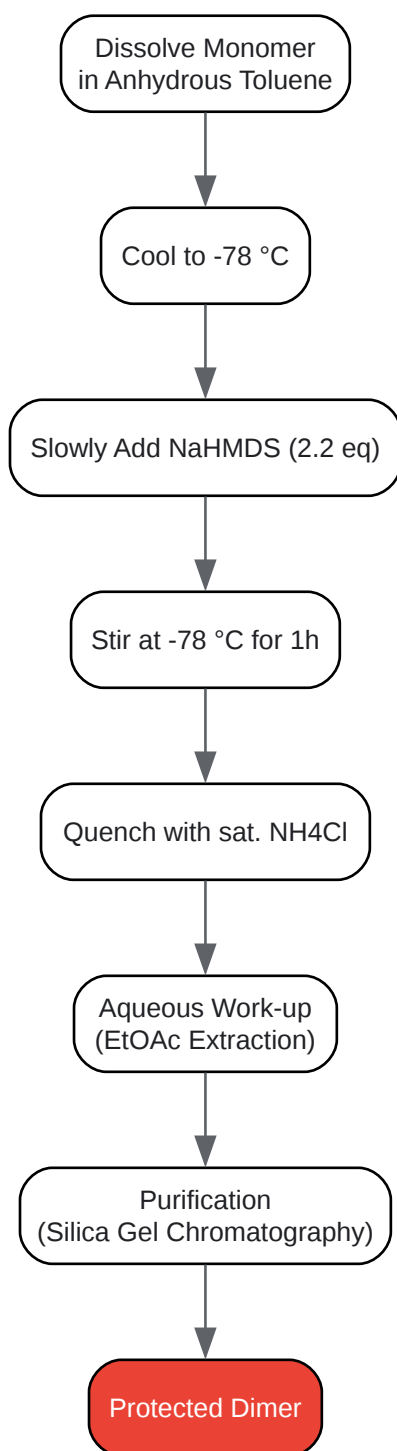 Dissolve Monomer
in Anhydrous Toluene
Cool to -78 °C
Slowly Add NaHMDS (2.2 eq)
Stir at -78 °C for 1h
Quench with sat. NH4Cl
Aqueous Work-up
(EtOAc Extraction)
Purification
(Silica Gel Chromatography)
Protected Dimer